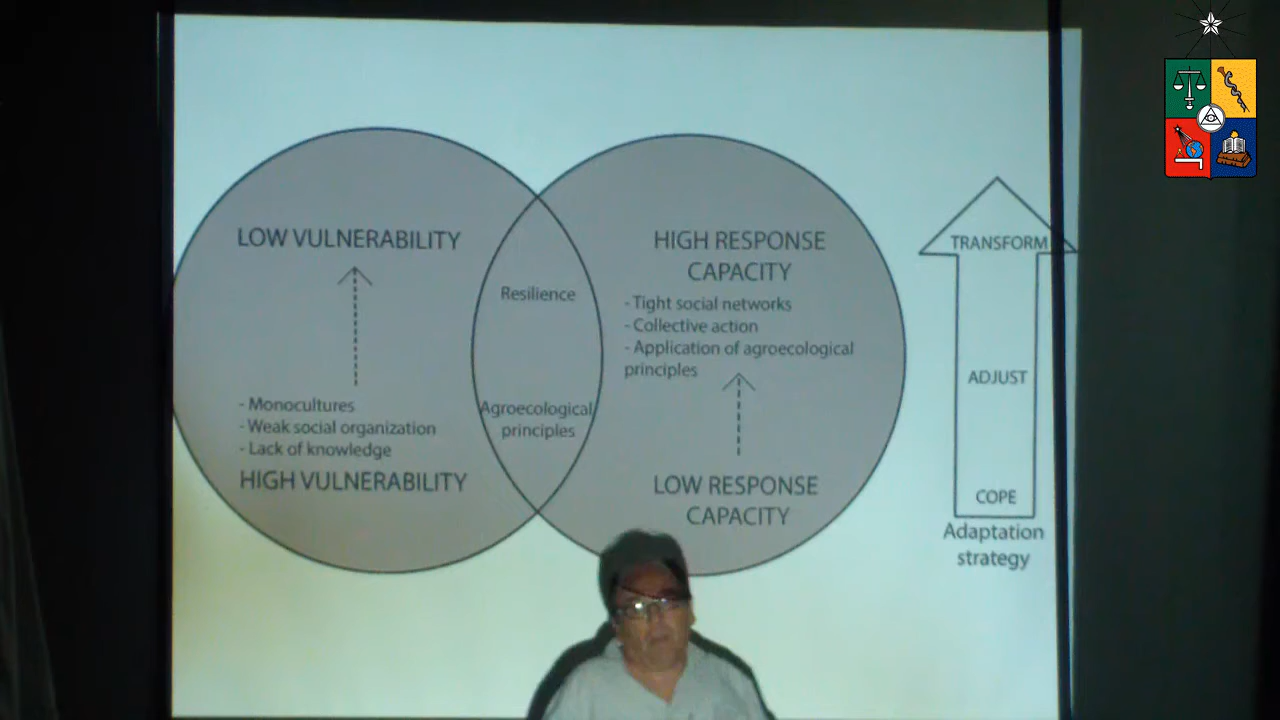 LOW VULNERABILITY
- Monocultures
- Weak social organization
- Lack of knowledge
HIGH VULNERABILITY
Resilience
Agroecological
principles
HIGH RESPONSE
CAPACITY
- Tight social networks
- Collective action
- Application of agroecological
principles
LOW RESPONSE
CAPACITY
TRANSFORM
ADJUST
COPE
Adaptation
strategy